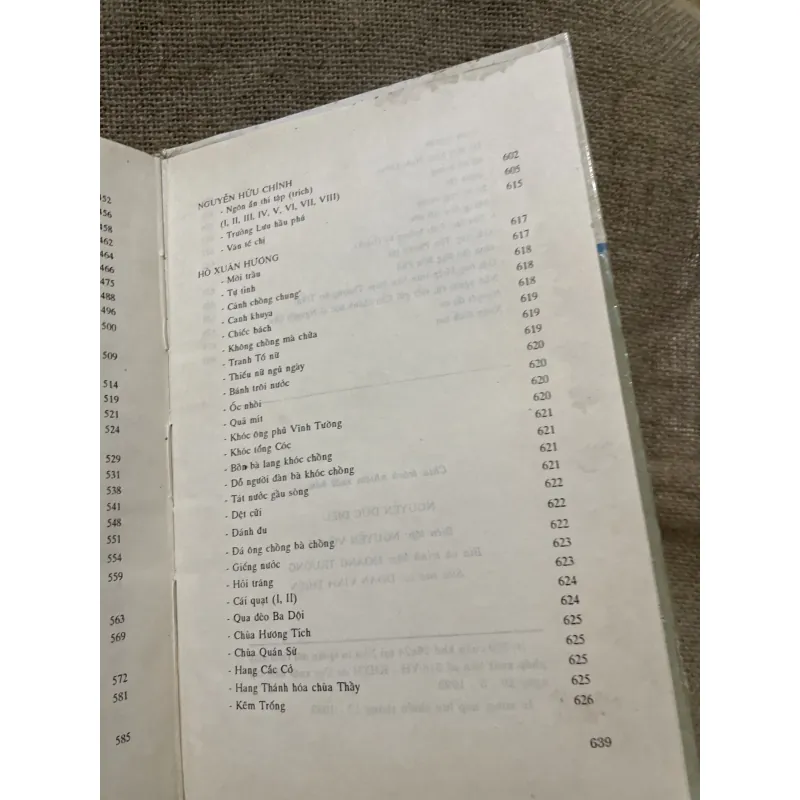 452
456
458
462
464
466
475
488
496
500
509
514
519
521
524
529
531
538
541
548
551
554
559
563
569
572
581
585
NGUYỄN HỮU CHỈNH
- Ngôn ẩn thi tập (trích) 602
(I, II, III, IV, V, VI, VII, VIII)
- Trương Lưu hầu phú 605
- Văn tế chị 615
HỒ XUÂN HƯƠNG
- Mời trầu 617
- Tự tình 617
- Cảnh chồng chung 618
- Canh khuya 618
- Chiếc bách 618
- Không chồng mà chửa 619
- Tranh Tố nữ 619
- Thiếu nữ ngủ ngày 619
- Bánh trôi nước 620
- Ốc nhồi 620
- Quả mít 620
- Khóc ông phủ Vĩnh Tường 620
- Khóc tổng Cóc 621
- Bồn bà lang khóc chồng 621
- Dỗ người đàn bà khóc chồng 621
- Tát nước gầu sòng 621
- Dệt cửi 622
- Đánh đu 622
- Đá ông chồng bà chồng 622
- Giếng nước 623
- Hỏi trăng 623
- Cái quạt (I, II) 624
- Qua đèo Ba Dội 624
- Chùa Hương Tích 625
- Chùa Quán Sứ 625
- Hang Cắc Cớ 625
- Hang Thánh hóa chùa Thầy 625
- Kẽm Trống 626
639